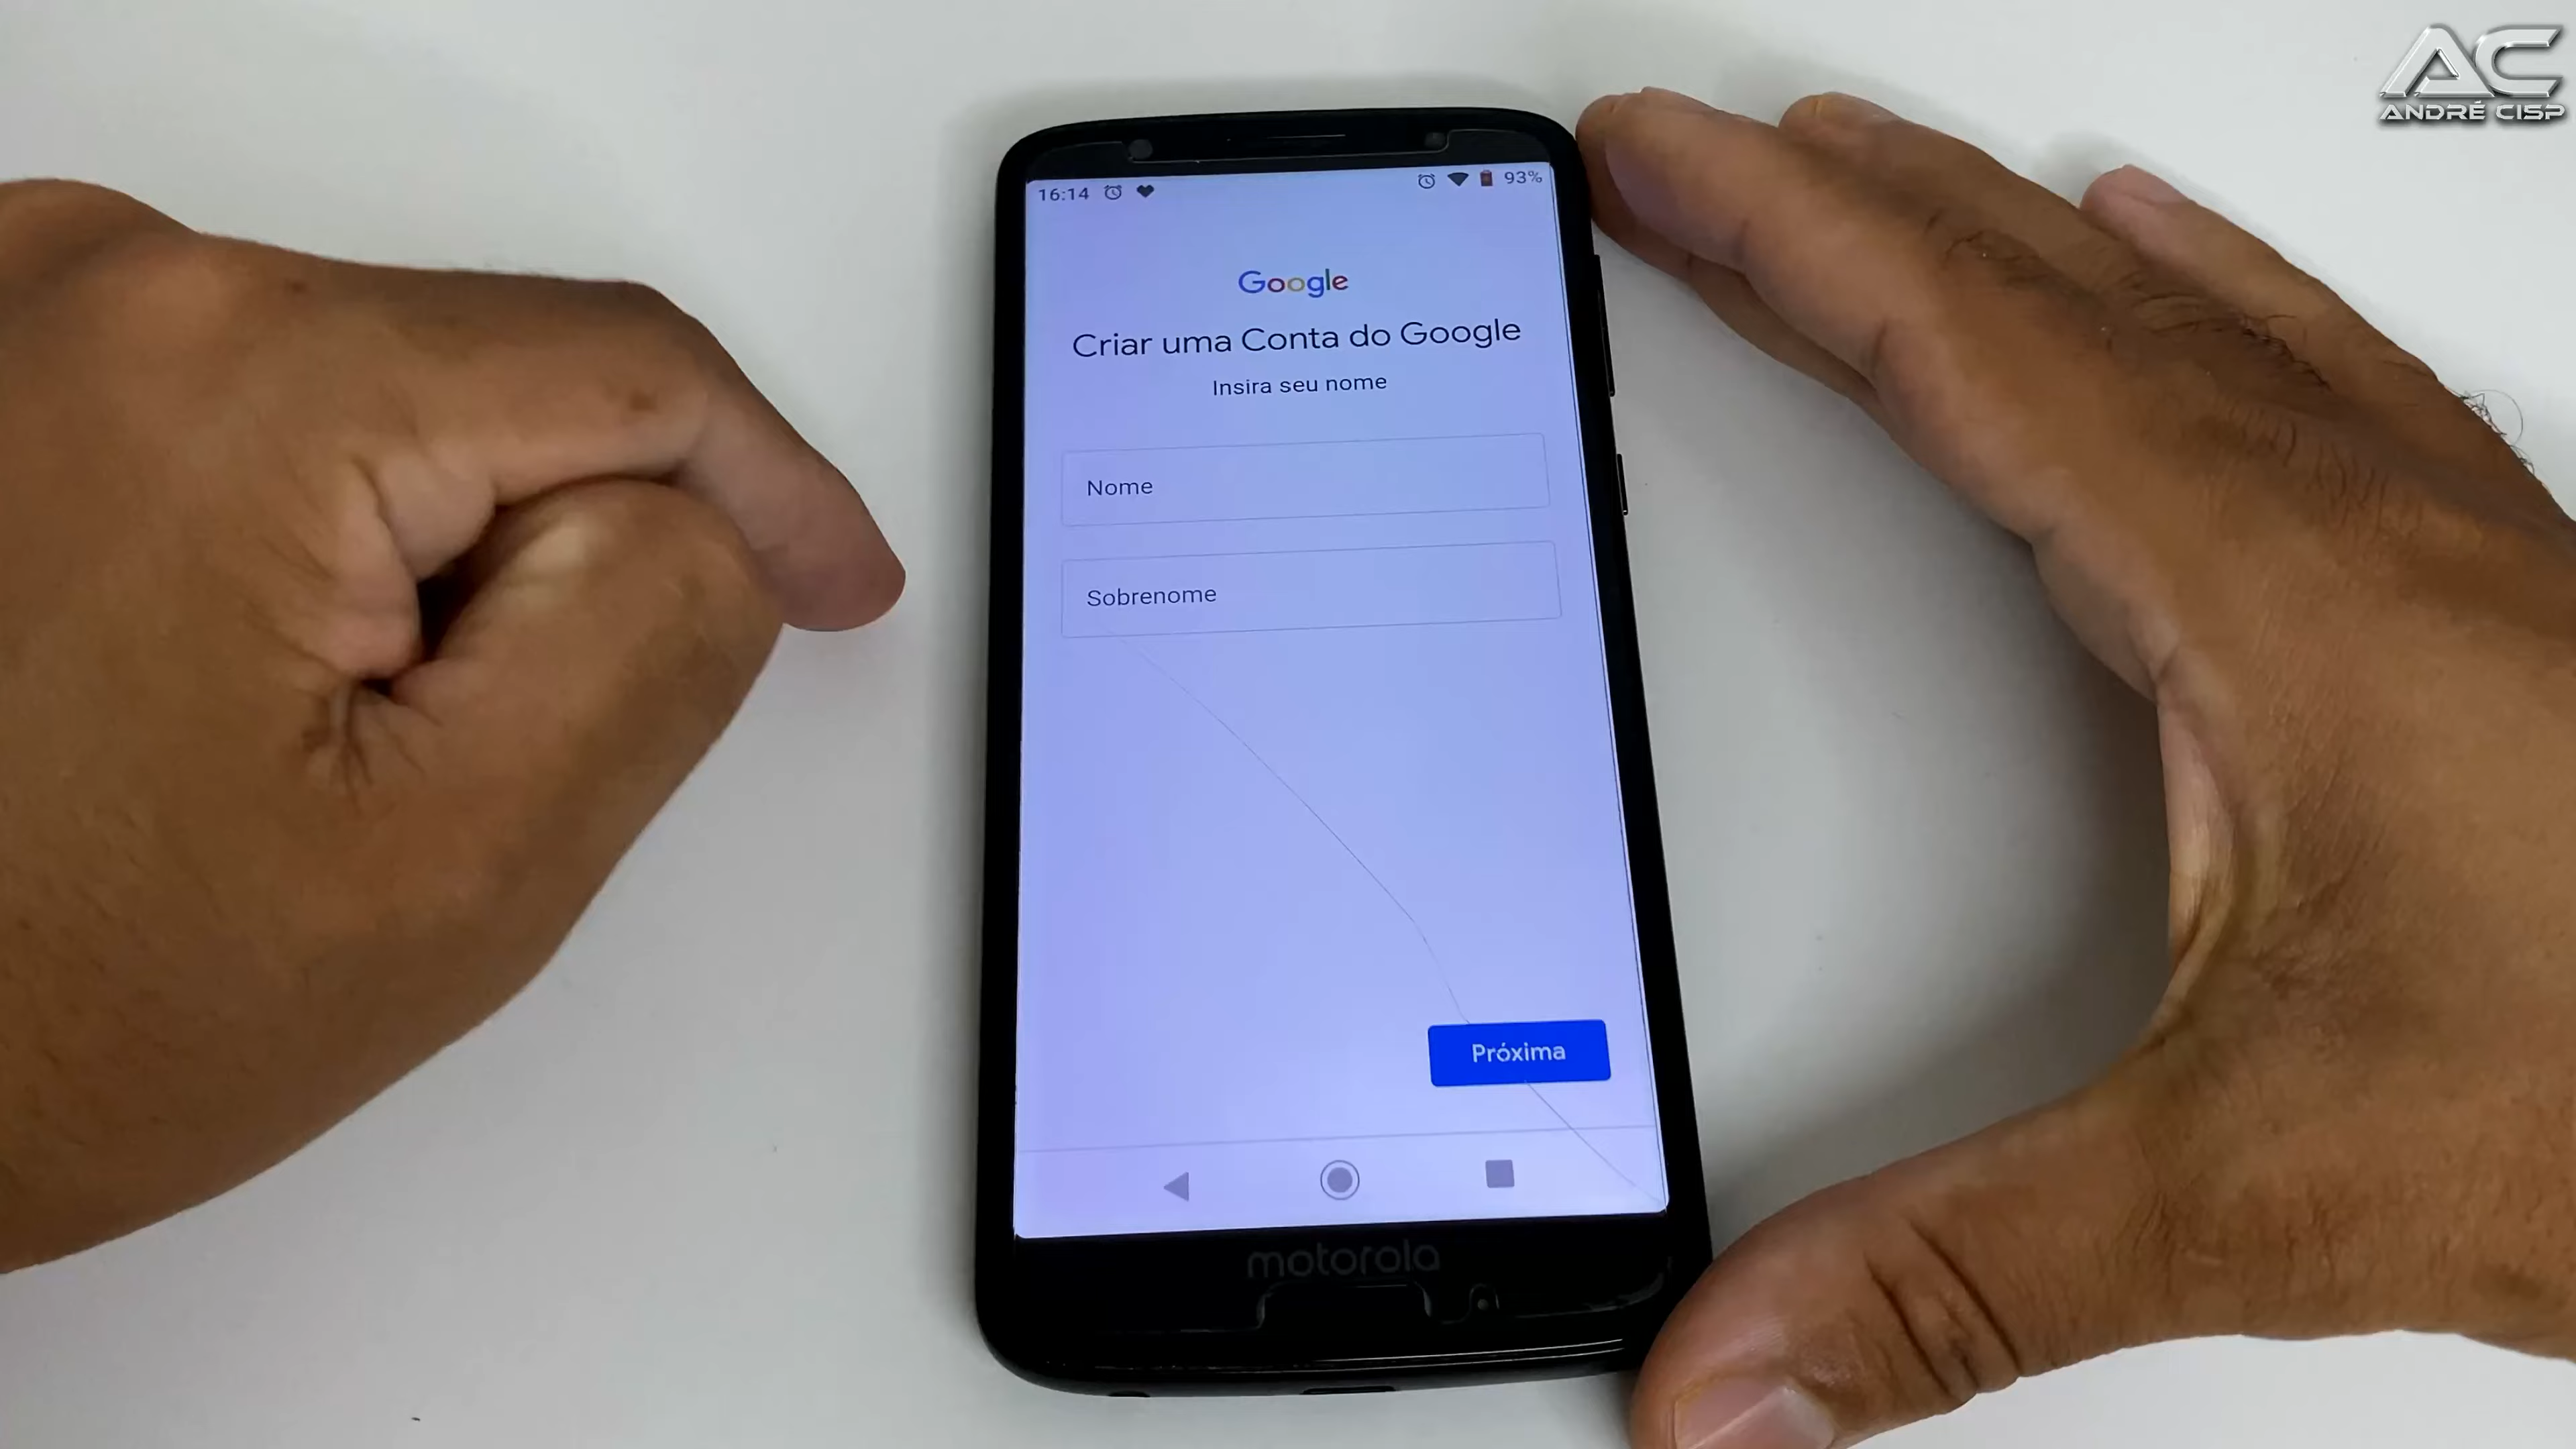 AC
ANDRÉ CISP
16:14
93%
Google
Criar uma Conta do Google
Insira seu nome
Nome
Sobrenome
Próxima
motorola